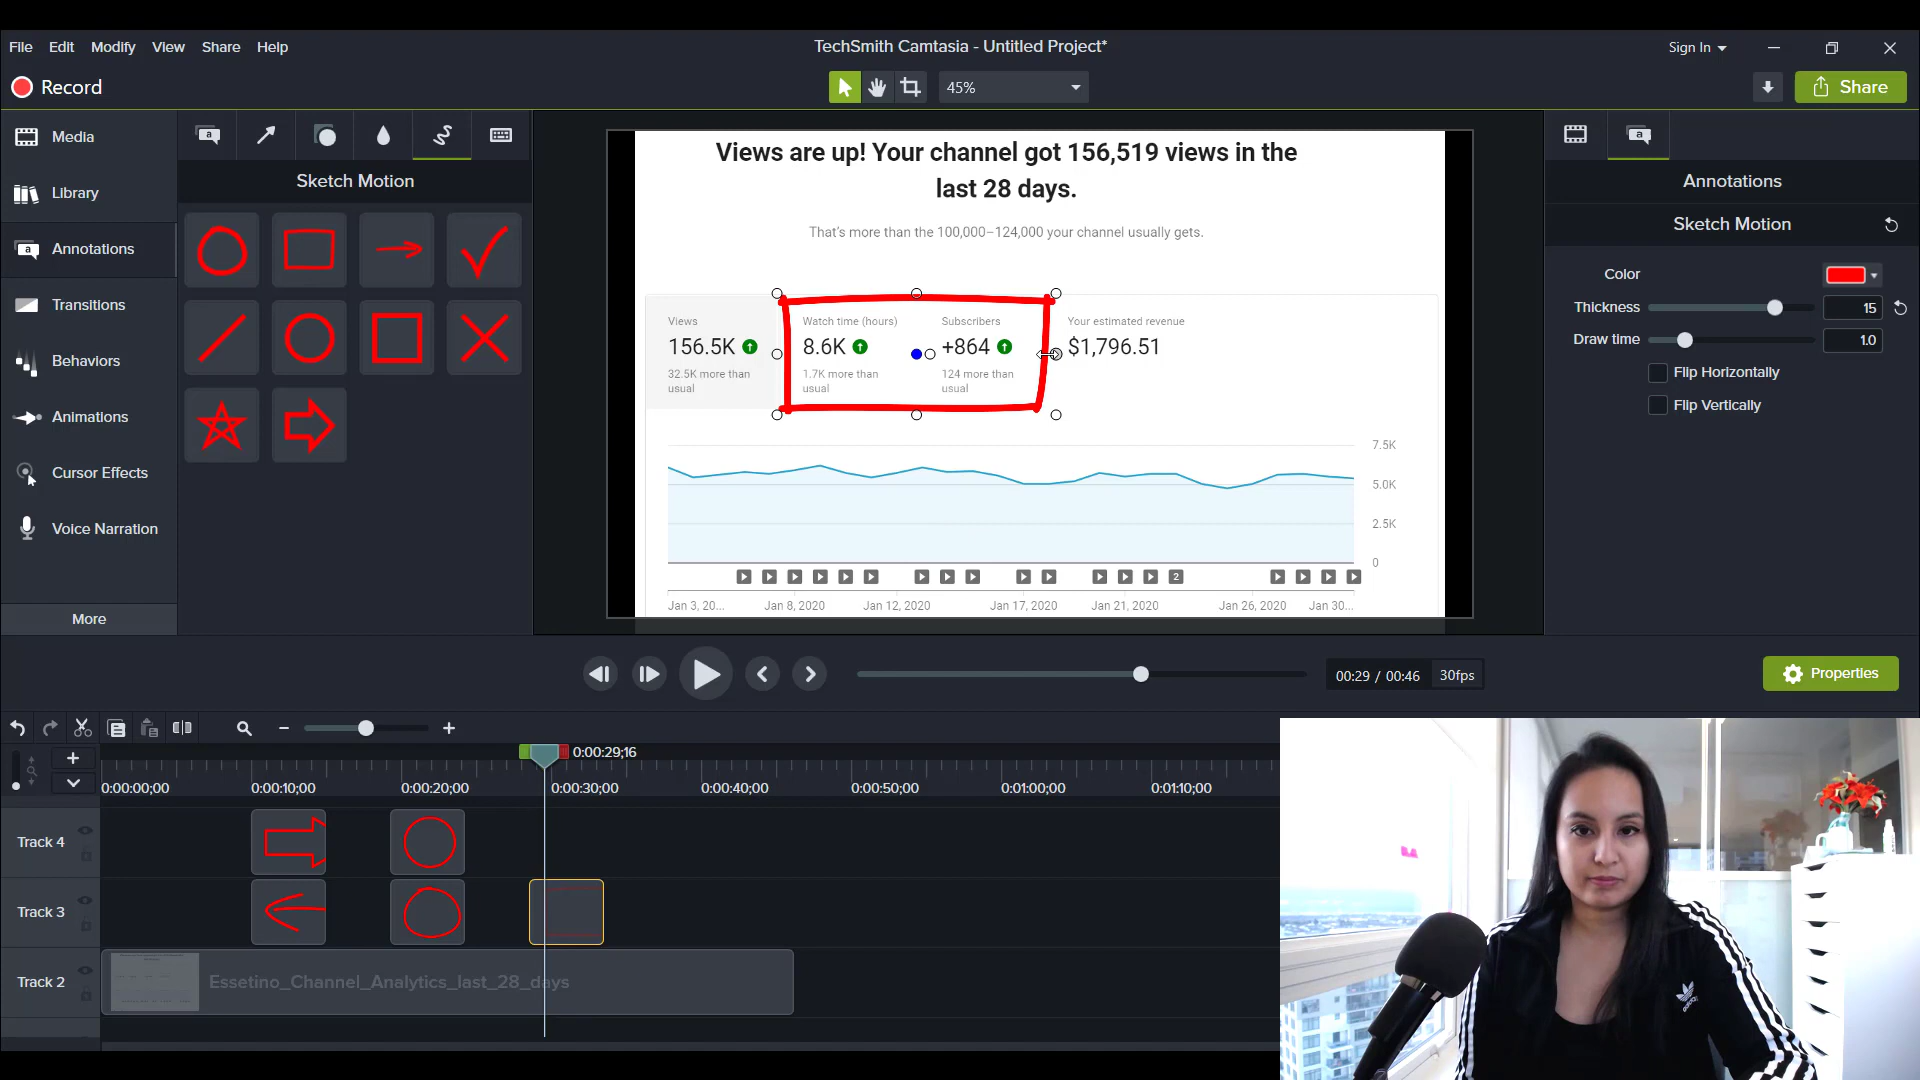 File Edit Modify View Share Help
TechSmith Camtasia - Untitled Project*
Sign In
Record
45%
Share
Media
Library
Annotations
Transitions
Behaviors
Animations
Cursor Effects
Voice Narration
More
a
Sketch Motion
Views are up! Your channel got 156,519 views in the
last 28 days.
That's more than the 100,000–124,000 your channel usually gets.
Views
156.5K
32.5K more than
usual
Watch time (hours)
8.6K
1.7K more than
usual
Subscribers
+864
124 more than
usual
Your estimated revenue
$1,796.51
7.5K
5.0K
2.5K
0
2
Jan 3, 20... Jan 8, 2020 Jan 12, 2020 Jan 17, 2020 Jan 21, 2020 Jan 26, 2020 Jan 30...
a
Annotations
Sketch Motion
Color
Thickness 15
Draw time 1.0
Flip Horizontally
Flip Vertically
00:29 / 00:46 30fps
Properties
0:00:29;16
0:00:00;00 0:00:10;00 0:00:20;00 0:00:30;00 0:00:40;00 0:00:50;00 0:01:00;00 0:01:10;00
Track 4
Track 3
Track 2
Essetino_Channel_Analytics_last_28_days
adidas